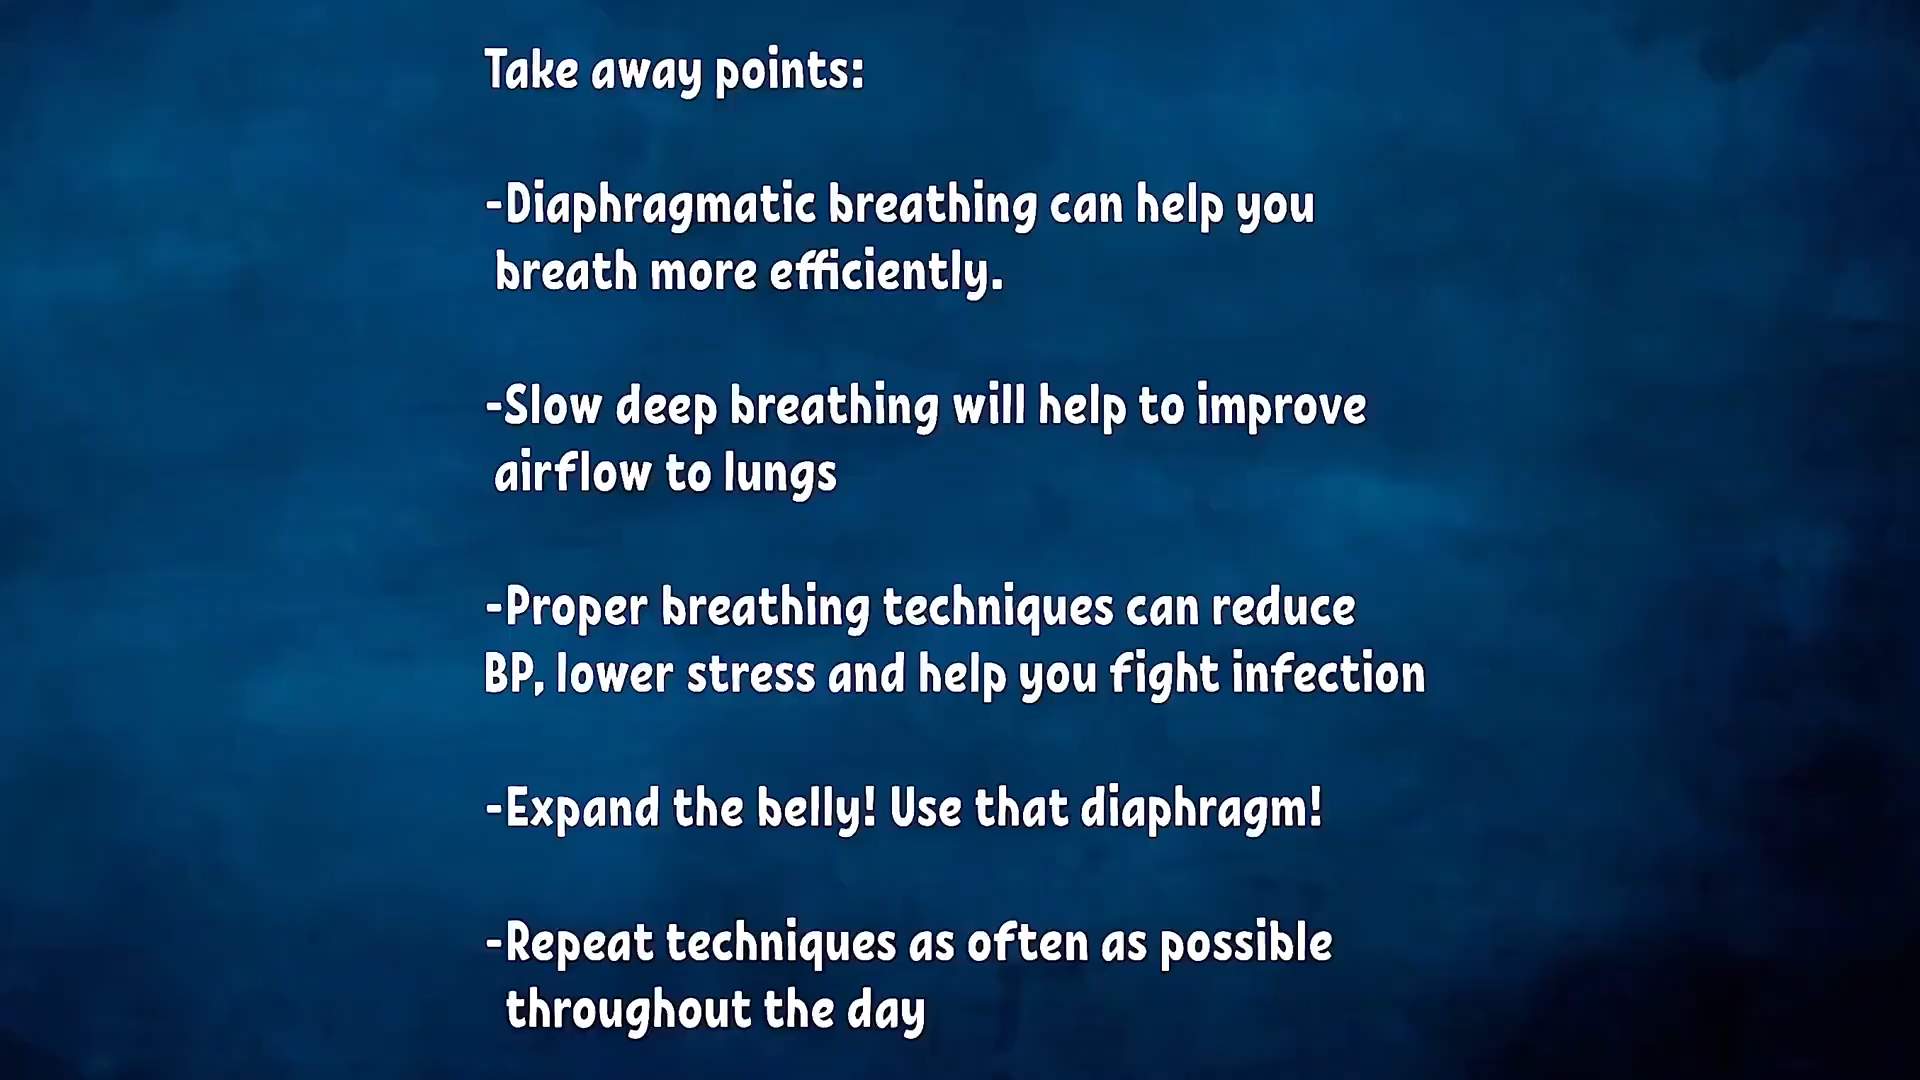 Take away points:
-Diaphragmatic breathing can help you
breath more efficiently.
-Slow deep breathing will help to improve
airflow to lungs
-Proper breathing techniques can reduce
BP, lower stress and help you fight infection
-Expand the belly! Use that diaphragm!
-Repeat techniques as often as possible
throughout the day